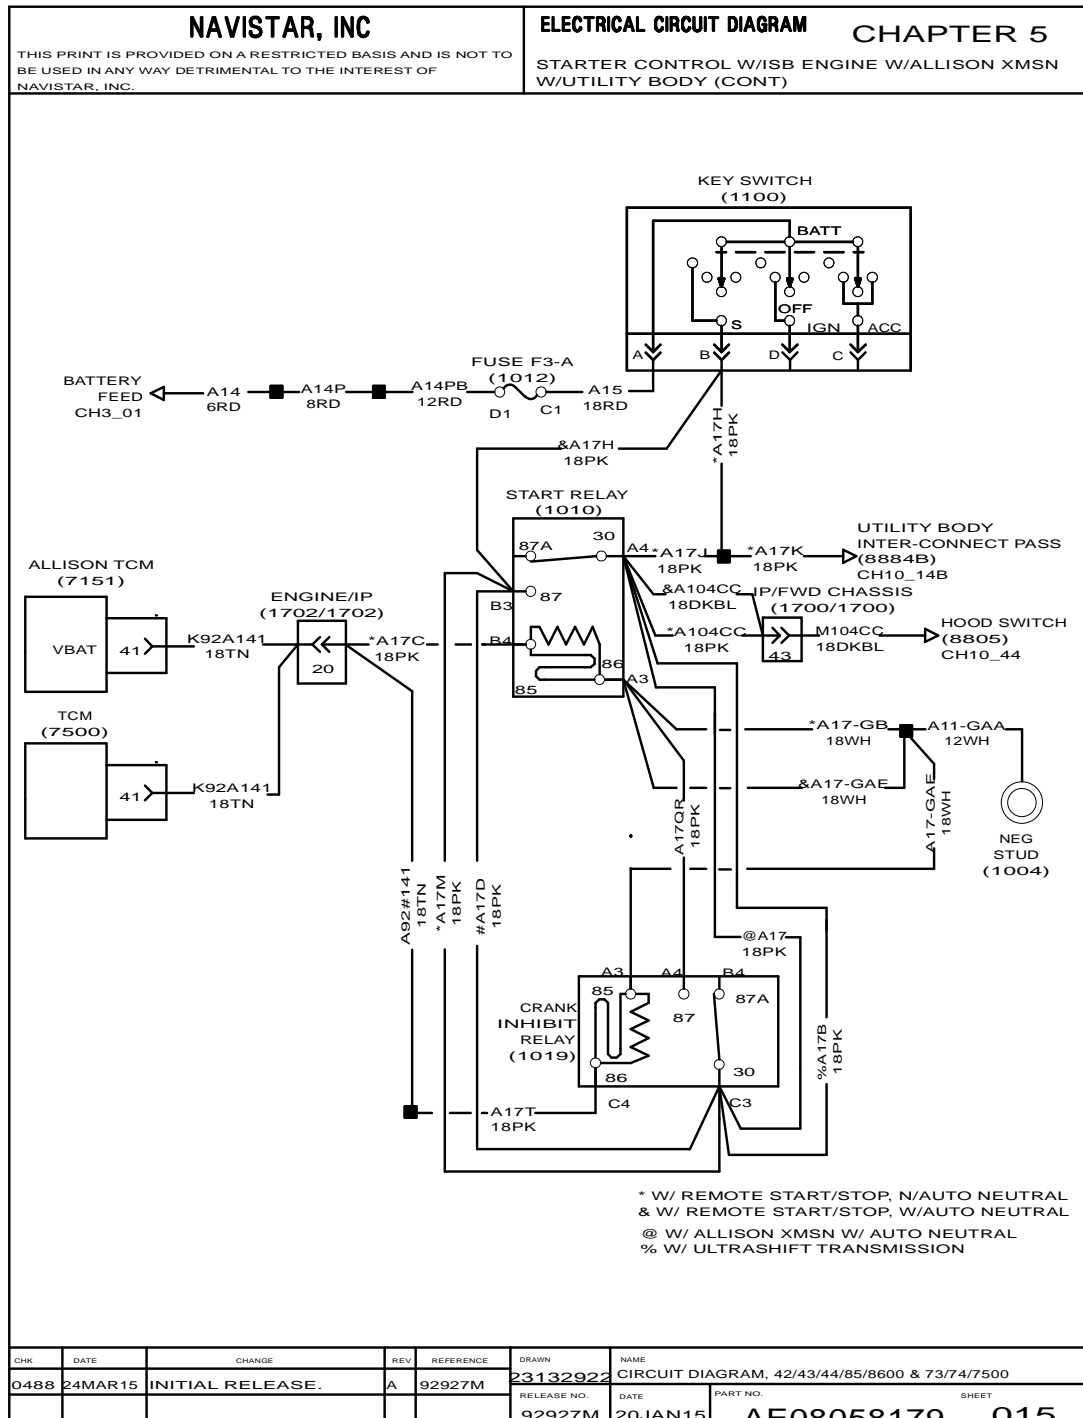 NAVISTAR, INC
THIS PRINT IS PROVIDED ON A RESTRICTED BASIS AND IS NOT TO
BE USED IN ANY WAY DETRIMENTAL TO THE INTEREST OF
NAVISTAR, INC.
ELECTRICAL CIRCUIT DIAGRAM
CHAPTER 5
STARTER CONTROL W/ISB ENGINE W/ALLISON XMSN
W/UTILITY BODY (CONT)
KEY SWITCH
(1100)
BATT
OFF
S
IGN
ACC
A
B
D
C
BATTERY
FEED
CH3_01
A14
6RD
A14P
8RD
A14PB
12RD
FUSE F3-A
(1012)
D1
C1
A15
18RD
*A17H
18PK
&A17H
18PK
START RELAY
(1010)
87A
30
A4
87
B3
B4
86
85
A3
*A17J
18PK
*A17K
18PK
UTILITY BODY
INTER-CONNECT PASS
(8884B)
CH10_14B
&A104CC
18DKBL
IP/FWD CHASSIS
(1700/1700)
*A104CC
18PK
43
M104CC
18DKBL
HOOD SWITCH
(8805)
CH10_44
ALLISON TCM
(7151)
VBAT
41
K92A141
18TN
ENGINE/IP
(1702/1702)
20
*A17C
18PK
TCM
(7500)
41
K92A141
18TN
*A17-GB
18WH
A11-GAA
12WH
&A17-GAE
18WH
A17-GAE
18WH
NEG
STUD
(1004)
A17QR
18PK
A92#141
18TN
*A17M
18PK
#A17D
18PK
@A17
18PK
%A17B
18PK
A3
A4
B4
85
87
87A
CRANK
INHIBIT
RELAY
(1019)
86
30
C4
C3
A17T
18PK
* W/ REMOTE START/STOP, N/AUTO NEUTRAL
& W/ REMOTE START/STOP, W/AUTO NEUTRAL
@ W/ ALLISON XMSN W/ AUTO NEUTRAL
% W/ ULTRASHIFT TRANSMISSION
CHK
DATE
CHANGE
REV
REFERENCE
0488
24MAR15
INITIAL RELEASE.
A
92927M
DRAWN
23132922
NAME
CIRCUIT DIAGRAM, 42/43/44/85/8600 & 73/74/7500
RELEASE NO.
92927M
DATE
20JAN15
PART NO.
AE08058179
SHEET
015